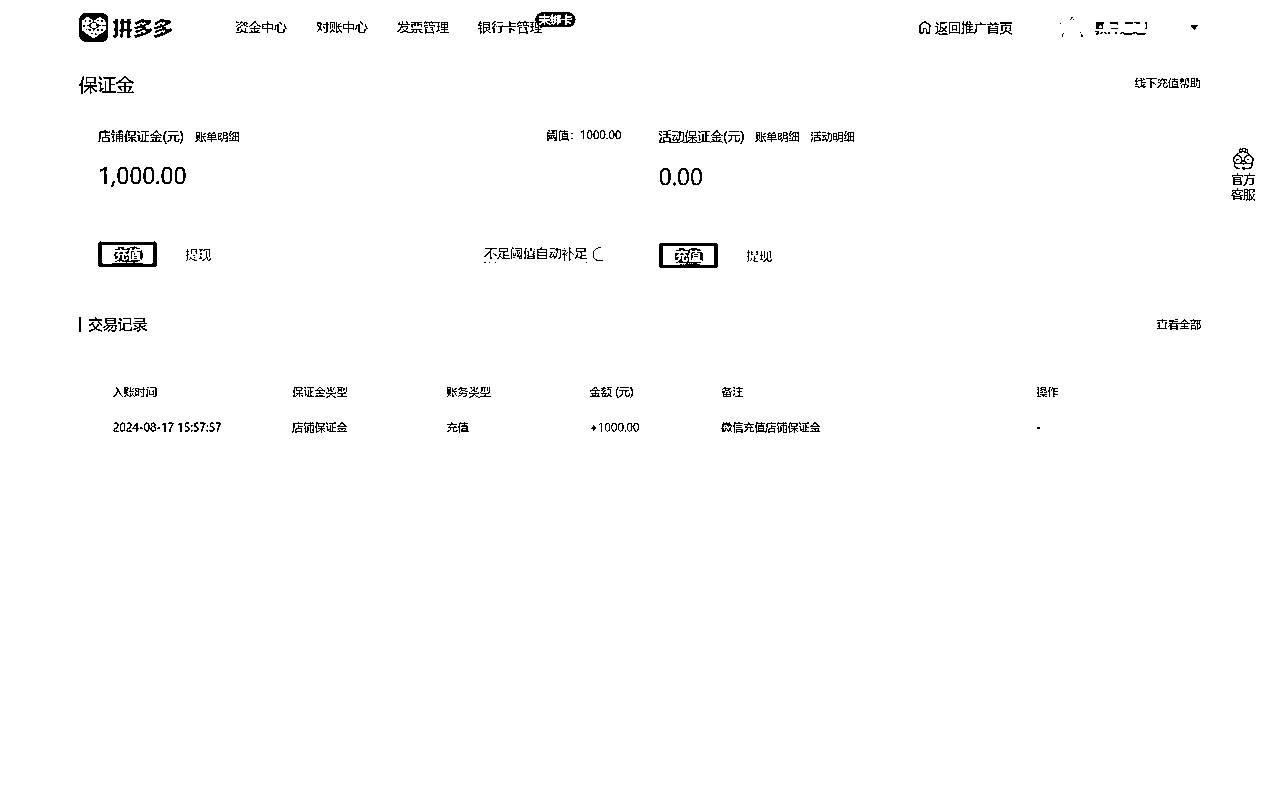 拼多多 资金中心 对账中心 发票管理 银行卡管理 未绑卡 返回推广首页
保证金 线下充值帮助
店铺保证金(元) 账单明细 阈值：1000.00 活动保证金(元) 账单明细 活动明细
1,000.00 0.00
官方
客服
充值 提现 不足阈值自动补足 充值 提现
交易记录 查看全部
入账时间 保证金类型 账务类型 金额 (元) 备注 操作
2024-08-17 15:57:57 店铺保证金 充值 +1000.00 微信充值店铺保证金 -